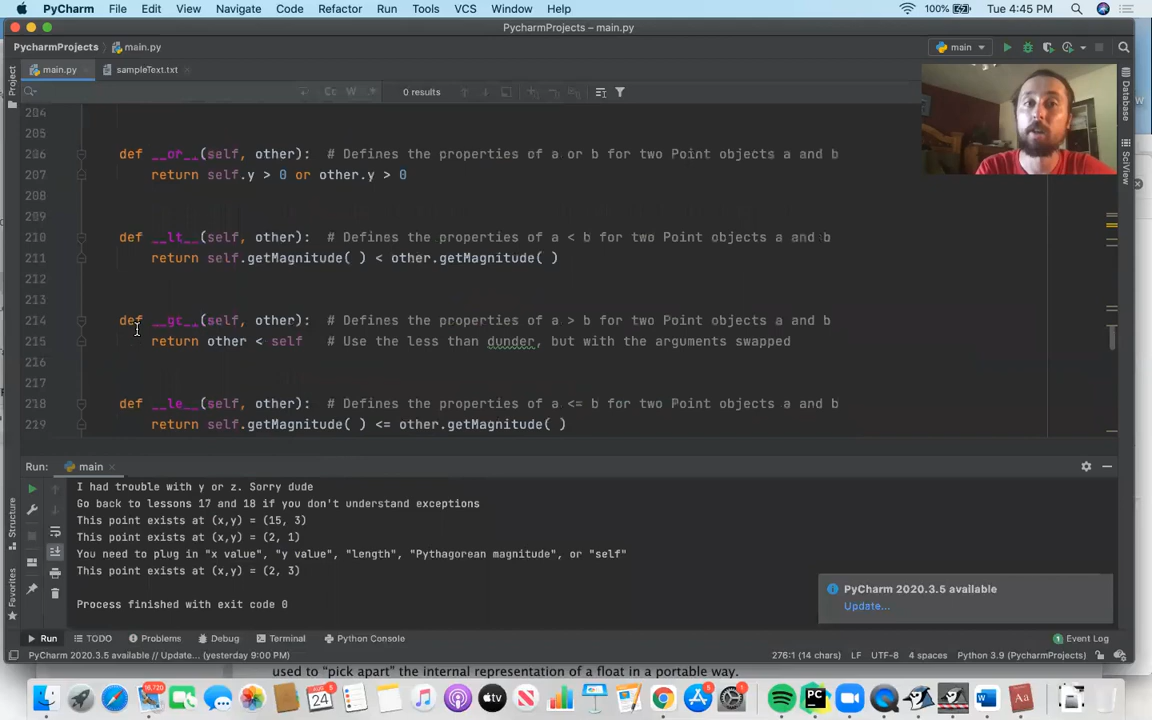 PyCharm File Edit View Navigate Code Refactor Run Tools VCS Window Help 100% Tue 4:45 PM
PycharmProjects – main.py
PycharmProjects main.py main
main.py sampleText.txt
Cc W .* 0 results
204
205
206 def __or__(self, other): # Defines the properties of a or b for two Point objects a and b
207 return self.y > 0 or other.y > 0
208
209
210 def __lt__(self, other): # Defines the properties of a < b for two Point objects a and b
211 return self.getMagnitude( ) < other.getMagnitude( )
212
213
214 def __gt__(self, other): # Defines the properties of a > b for two Point objects a and b
215 return other < self # Use the less than dunder, but with the arguments swapped
216
217
218 def __le__(self, other): # Defines the properties of a <= b for two Point objects a and b
219 return self.getMagnitude( ) <= other.getMagnitude( )
Project
Structure
Favorites
Database
SciView
Run: main
I had trouble with y or z. Sorry dude
Go back to lessons 17 and 18 if you don't understand exceptions
This point exists at (x,y) = (15, 3)
This point exists at (x,y) = (2, 1)
You need to plug in "x value", "y value", "length", "Pythagorean magnitude", or "self"
This point exists at (x,y) = (2, 3)
Process finished with exit code 0
PyCharm 2020.3.5 available
Update...
Run TODO Problems Debug Terminal Python Console 1 Event Log
PyCharm 2020.3.5 available // Update... (yesterday 9:00 PM) 276:1 (14 chars) LF UTF-8 4 spaces Python 3.9 (PycharmProjects)
used to “pick apart” the internal representation of a float in a portable way.